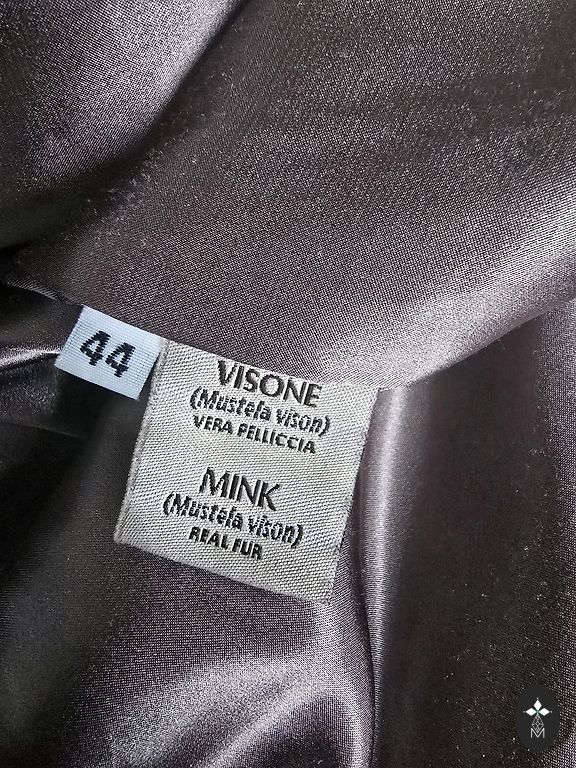 44
VISONE
(Mustela vison)
VERA PELLICCIA
MINK
(Mustela vison)
REAL FUR
M